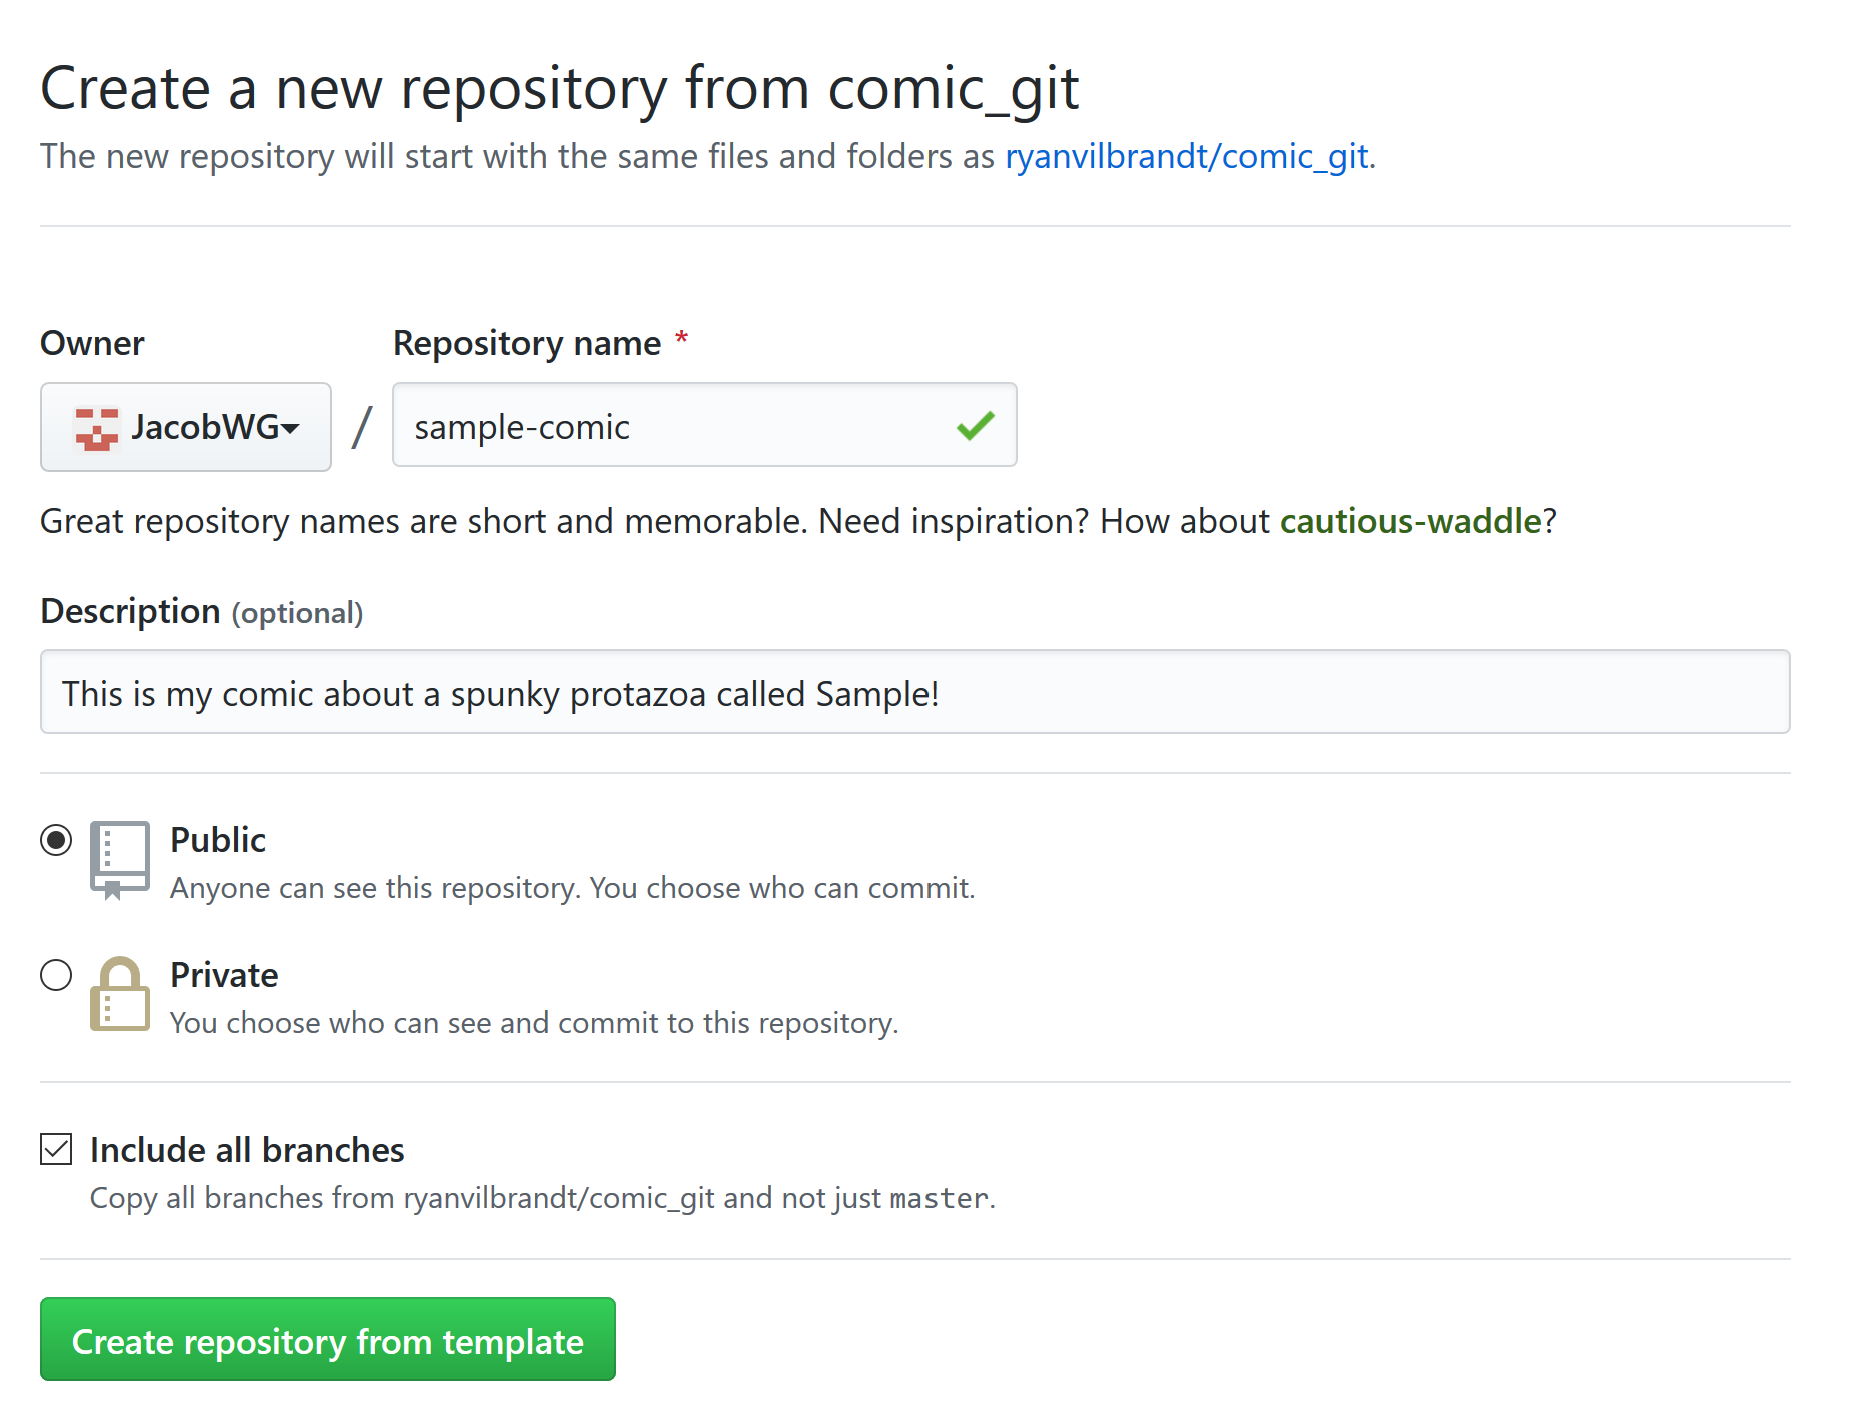 Create a new repository from comic_git
The new repository will start with the same files and folders as ryanvilbrandt/comic_git.
Owner
Repository name *
JacobWG
/
sample-comic
Great repository names are short and memorable. Need inspiration? How about cautious-waddle?
Description (optional)
This is my comic about a spunky protazoa called Sample!
Public
Anyone can see this repository. You choose who can commit.
Private
You choose who can see and commit to this repository.
Include all branches
Copy all branches from ryanvilbrandt/comic_git and not just master.
Create repository from template